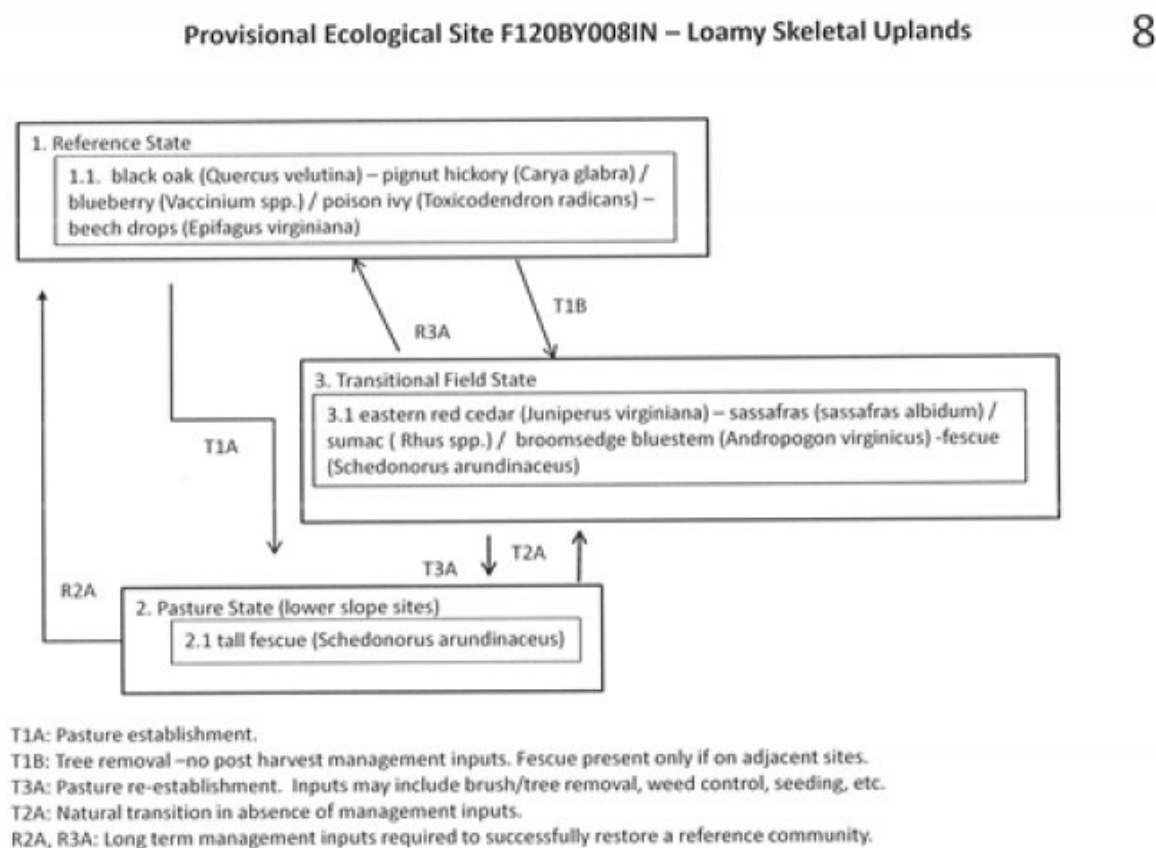 Provisional Ecological Site F120BY008IN – Loamy Skeletal Uplands
8
1. Reference State
1.1. black oak (Quercus velutina) – pignut hickory (Carya glabra) /
blueberry (Vaccinium spp.) / poison ivy (Toxicodendron radicans) –
beech drops (Epifagus virginiana)
T1B
R3A
3. Transitional Field State
3.1 eastern red cedar (Juniperus virginiana) – sassafras (sassafras albidum) /
sumac ( Rhus spp.) / broomsedge bluestem (Andropogon virginicus) -fescue
(Schedonorus arundinaceus)
T1A
T2A
T3A
R2A
2. Pasture State (lower slope sites)
2.1 tall fescue (Schedonorus arundinaceus)
T1A: Pasture establishment.
T1B: Tree removal –no post harvest management inputs. Fescue present only if on adjacent sites.
T3A: Pasture re-establishment. Inputs may include brush/tree removal, weed control, seeding, etc.
T2A: Natural transition in absence of management inputs.
R2A, R3A: Long term management inputs required to successfully restore a reference community.